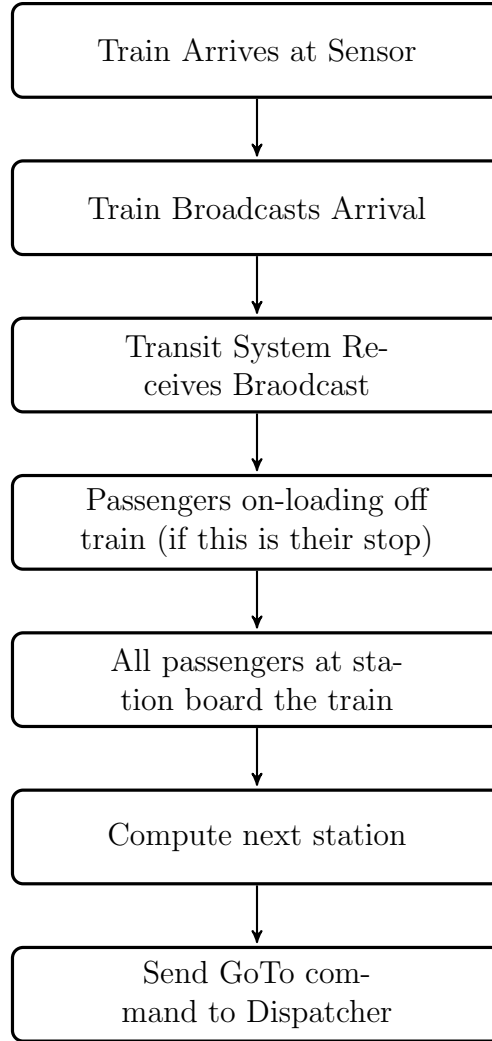 Train Arrives at Sensor
Train Broadcasts Arrival
Transit System Re-
ceives Braodcast
Passengers on-loading off
train (if this is their stop)
All passengers at sta-
tion board the train
Compute next station
Send GoTo com-
mand to Dispatcher